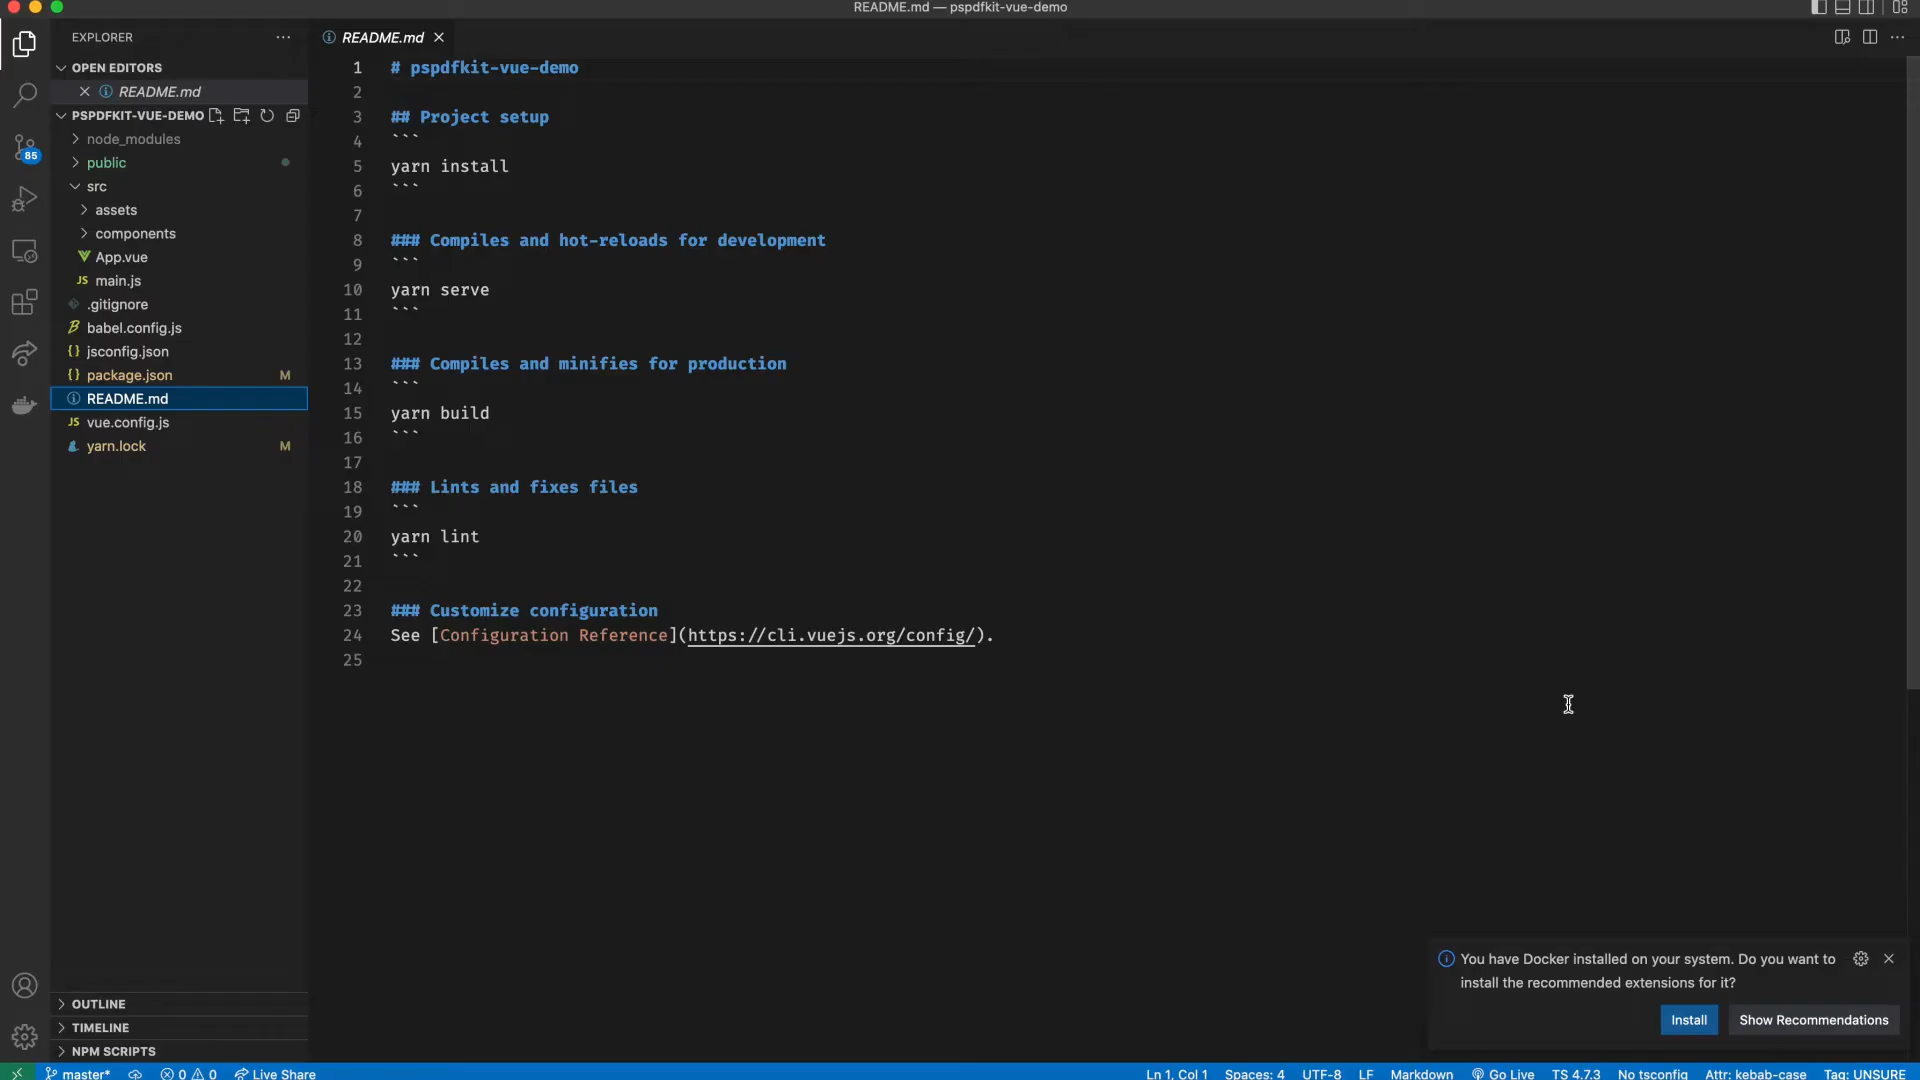 README.md — pspdfkit-vue-demo
EXPLORER
README.md
OPEN EDITORS
README.md
PSPDFKIT-VUE-DEMO
node_modules
public
src
assets
components
App.vue
JS main.js
.gitignore
babel.config.js
{} jsconfig.json
{} package.json M
README.md
JS vue.config.js
yarn.lock M
85
1 # pspdfkit-vue-demo
2
3 ## Project setup
4 ```
5 yarn install
6 ```
7
8 ### Compiles and hot-reloads for development
9 ```
10 yarn serve
11 ```
12
13 ### Compiles and minifies for production
14 ```
15 yarn build
16 ```
17
18 ### Lints and fixes files
19 ```
20 yarn lint
21 ```
22
23 ### Customize configuration
24 See [Configuration Reference](https://cli.vuejs.org/config/).
25
You have Docker installed on your system. Do you want to
install the recommended extensions for it?
Install
Show Recommendations
OUTLINE
TIMELINE
NPM SCRIPTS
master* 0 0 Live Share Ln 1, Col 1 Spaces: 4 UTF-8 LF Markdown Go Live TS 4.7.3 No tsconfig Attr: kebab-case Tag: UNSURE